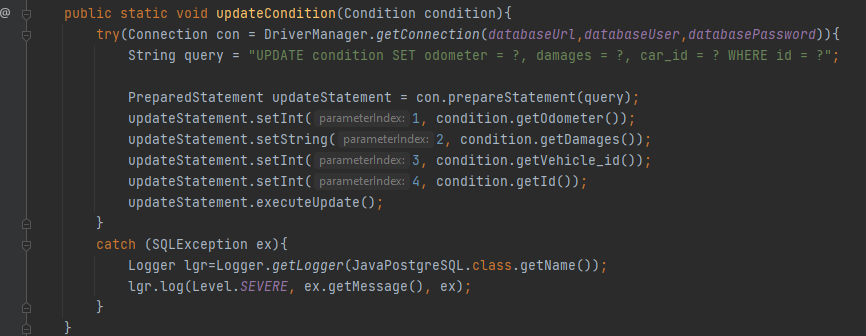 @ public static void updateCondition(Condition condition){
try(Connection con = DriverManager.getConnection(databaseUrl,databaseUser,databasePassword)){
String query = "UPDATE condition SET odometer = ?, damages = ?, car_id = ? WHERE id = ?";
PreparedStatement updateStatement = con.prepareStatement(query);
updateStatement.setInt( parameterIndex: 1, condition.getOdometer());
updateStatement.setString( parameterIndex: 2, condition.getDamages());
updateStatement.setInt( parameterIndex: 3, condition.getVehicle_id());
updateStatement.setInt( parameterIndex: 4, condition.getId());
updateStatement.executeUpdate();
}
catch (SQLException ex){
Logger lgr=Logger.getLogger(JavaPostgreSQL.class.getName());
lgr.log(Level.SEVERE, ex.getMessage(), ex);
}
}